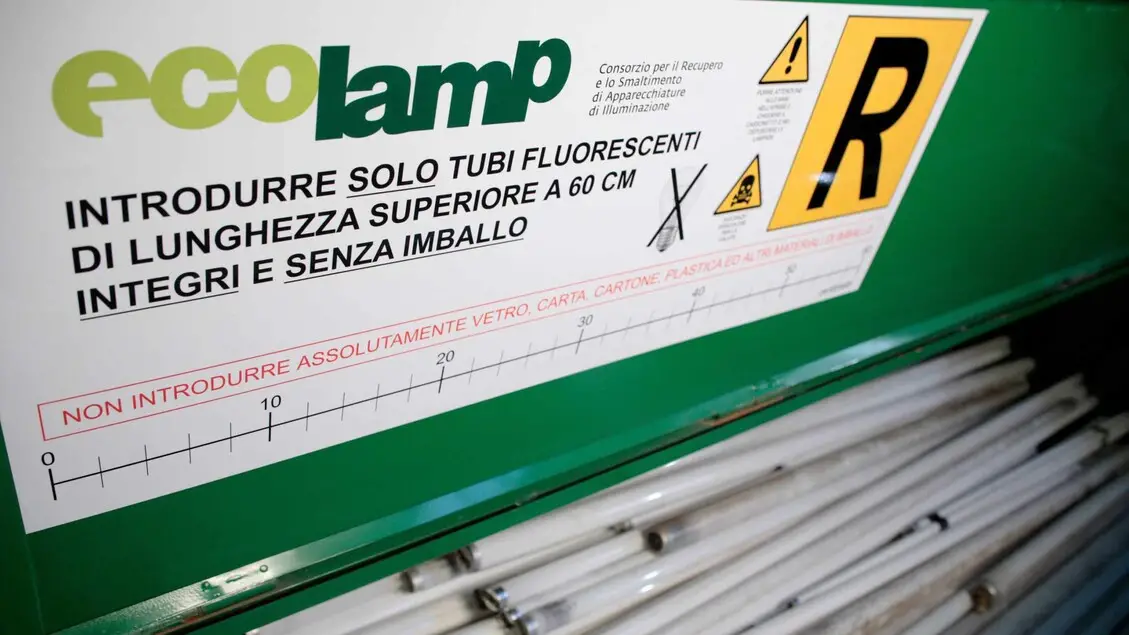 ecolamp
Consorzio per il Recupero
e lo Smaltimento
di Apparecchiature
di Illuminazione
R
INTRODURRE SOLO TUBI FLUORESCENTI
DI LUNGHEZZA SUPERIORE A 60 CM
INTEGRI E SENZA IMBALLO
NON INTRODURRE ASSOLUTAMENTE VETRO, CARTA, CARTONE, PLASTICA ED ALTRI MATERIALI DI IMBALLO
0 10 20 30 40 50